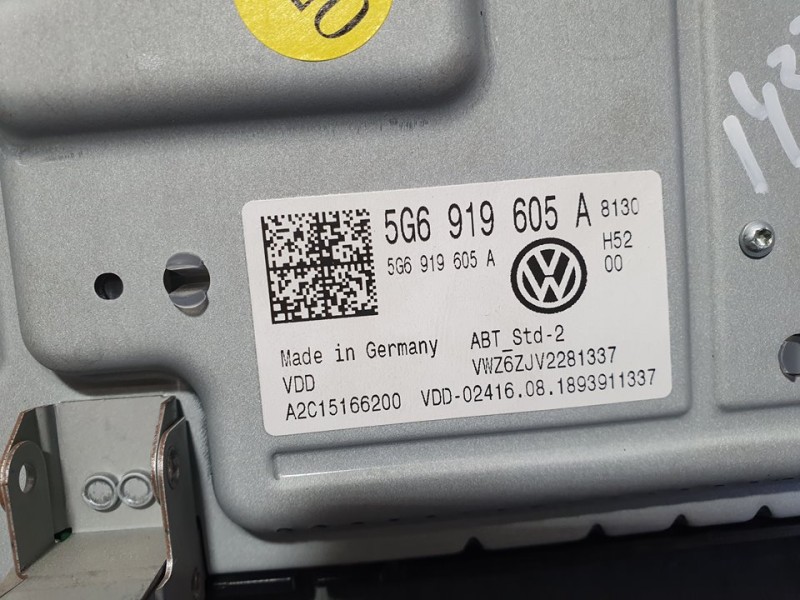 5G6 919 605 A 8130
5G6 919 605 A H52
00
Made in Germany ABT_Std-2
VDD VWZ6ZJV2281337
A2C15166200 VDD-02416.08.1893911337